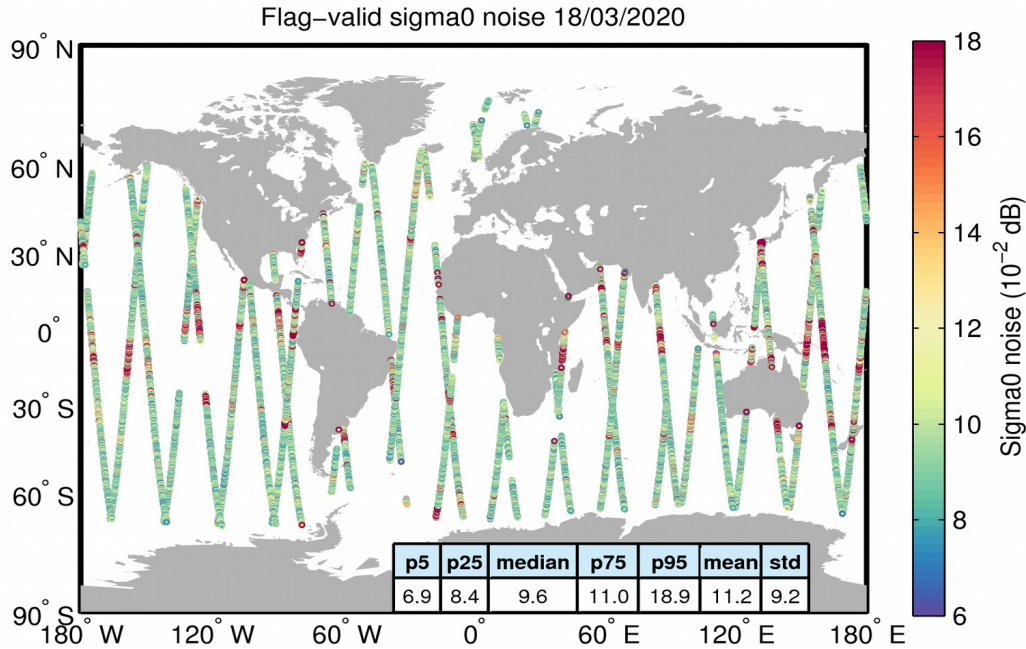 Flag−valid sigma0 noise 18/03/2020
90° N
60° N
30° N
0°
30° S
60° S
90° S
180° W
120° W
60° W
0°
60° E
120° E
180° E
p5 p25 median p75 p95 mean std
6.9 8.4 9.6 11.0 18.9 11.2 9.2
18
16
14
12
10
8
6
Sigma0 noise (10⁻² dB)